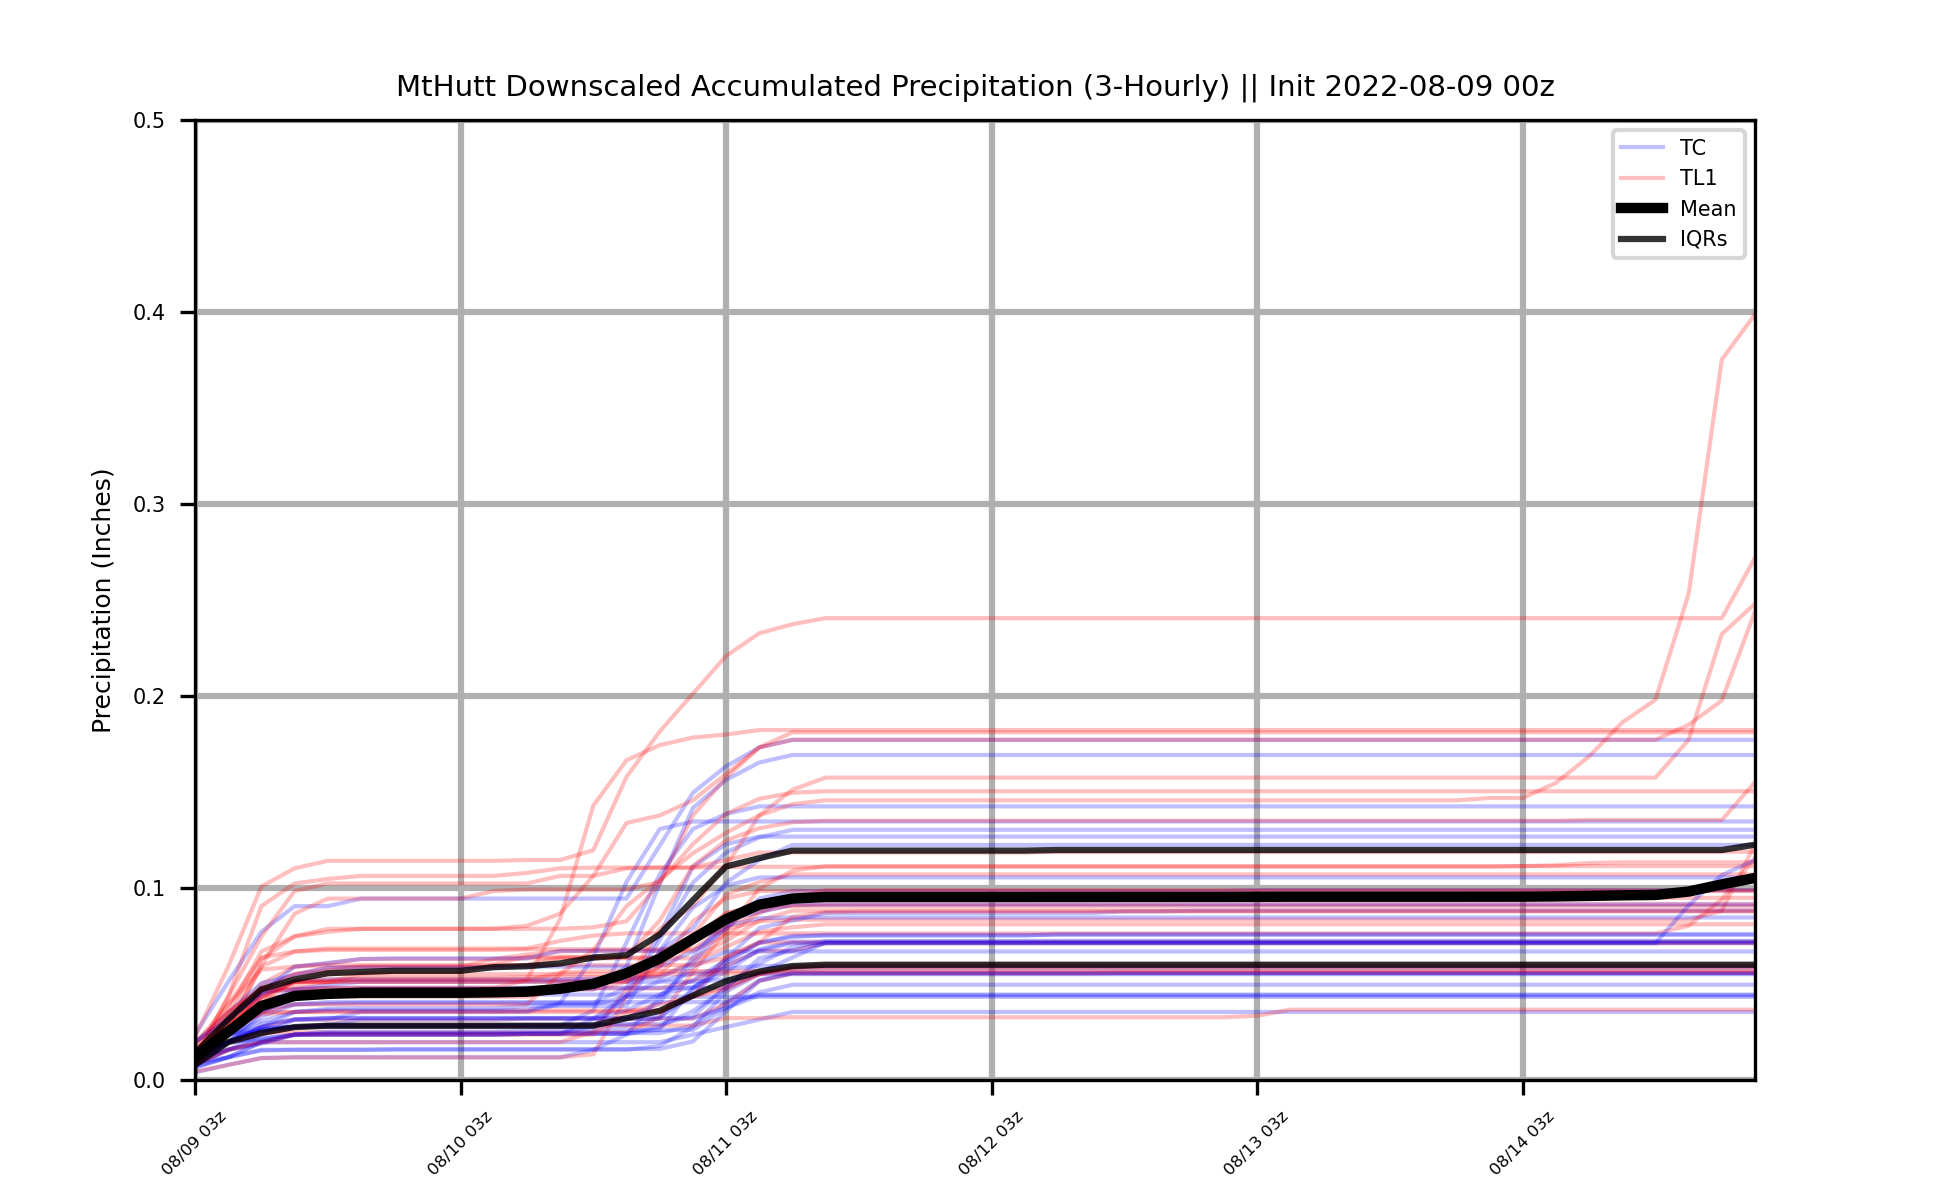 MtHutt Downscaled Accumulated Precipitation (3-Hourly) || Init 2022-08-09 00z
Precipitation (Inches)
0.5
0.4
0.3
0.2
0.1
0.0
TC
TL1
Mean
IQRs
08/09 03z
08/10 03z
08/11 03z
08/12 03z
08/13 03z
08/14 03z